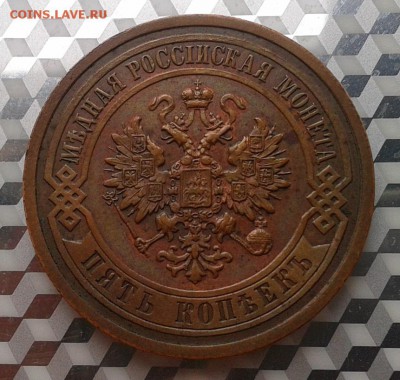 COINS.LAVE.RU
МѢДНАЯ РОССІЙСКАЯ МОНЕТА
ПЯТЬ КОПѢЕКЪ